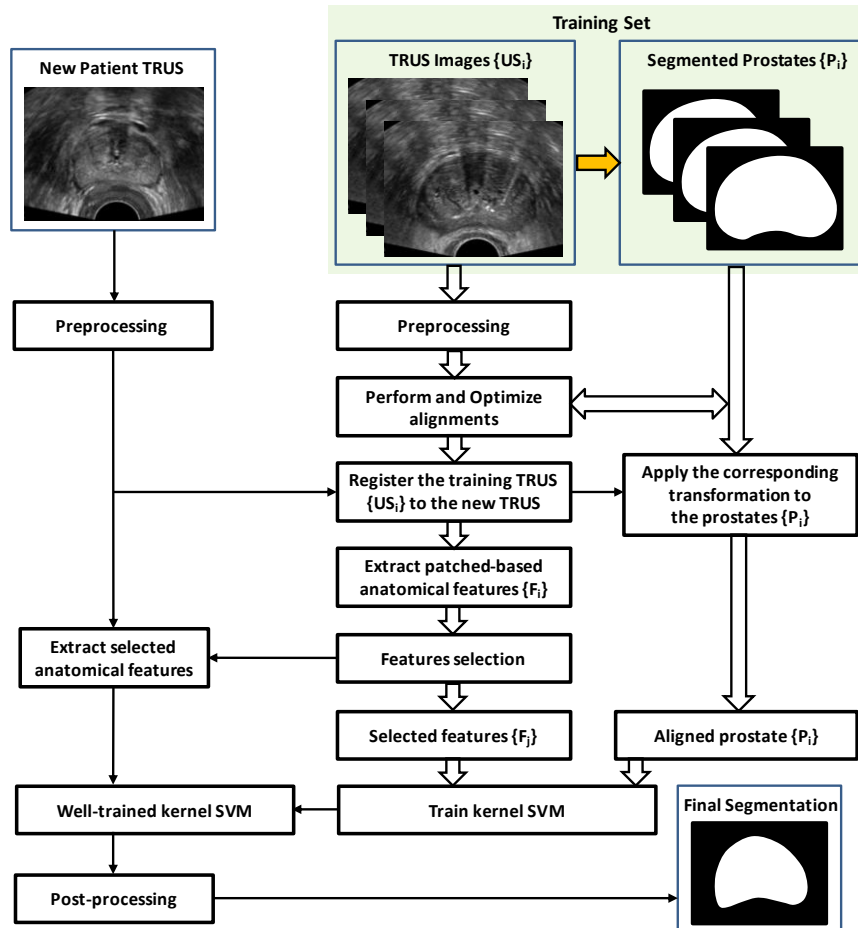 Training Set
New Patient TRUS
TRUS Images {USi}
Segmented Prostates {Pi}
Preprocessing
Preprocessing
Perform and Optimize
alignments
Register the training TRUS
{USi} to the new TRUS
Apply the corresponding
transformation to
the prostates {Pi}
Extract patched-based
anatomical features {Fi}
Extract selected
anatomical features
Features selection
Selected features {Fj}
Aligned prostate {Pi}
Well-trained kernel SVM
Train kernel SVM
Final Segmentation
Post-processing